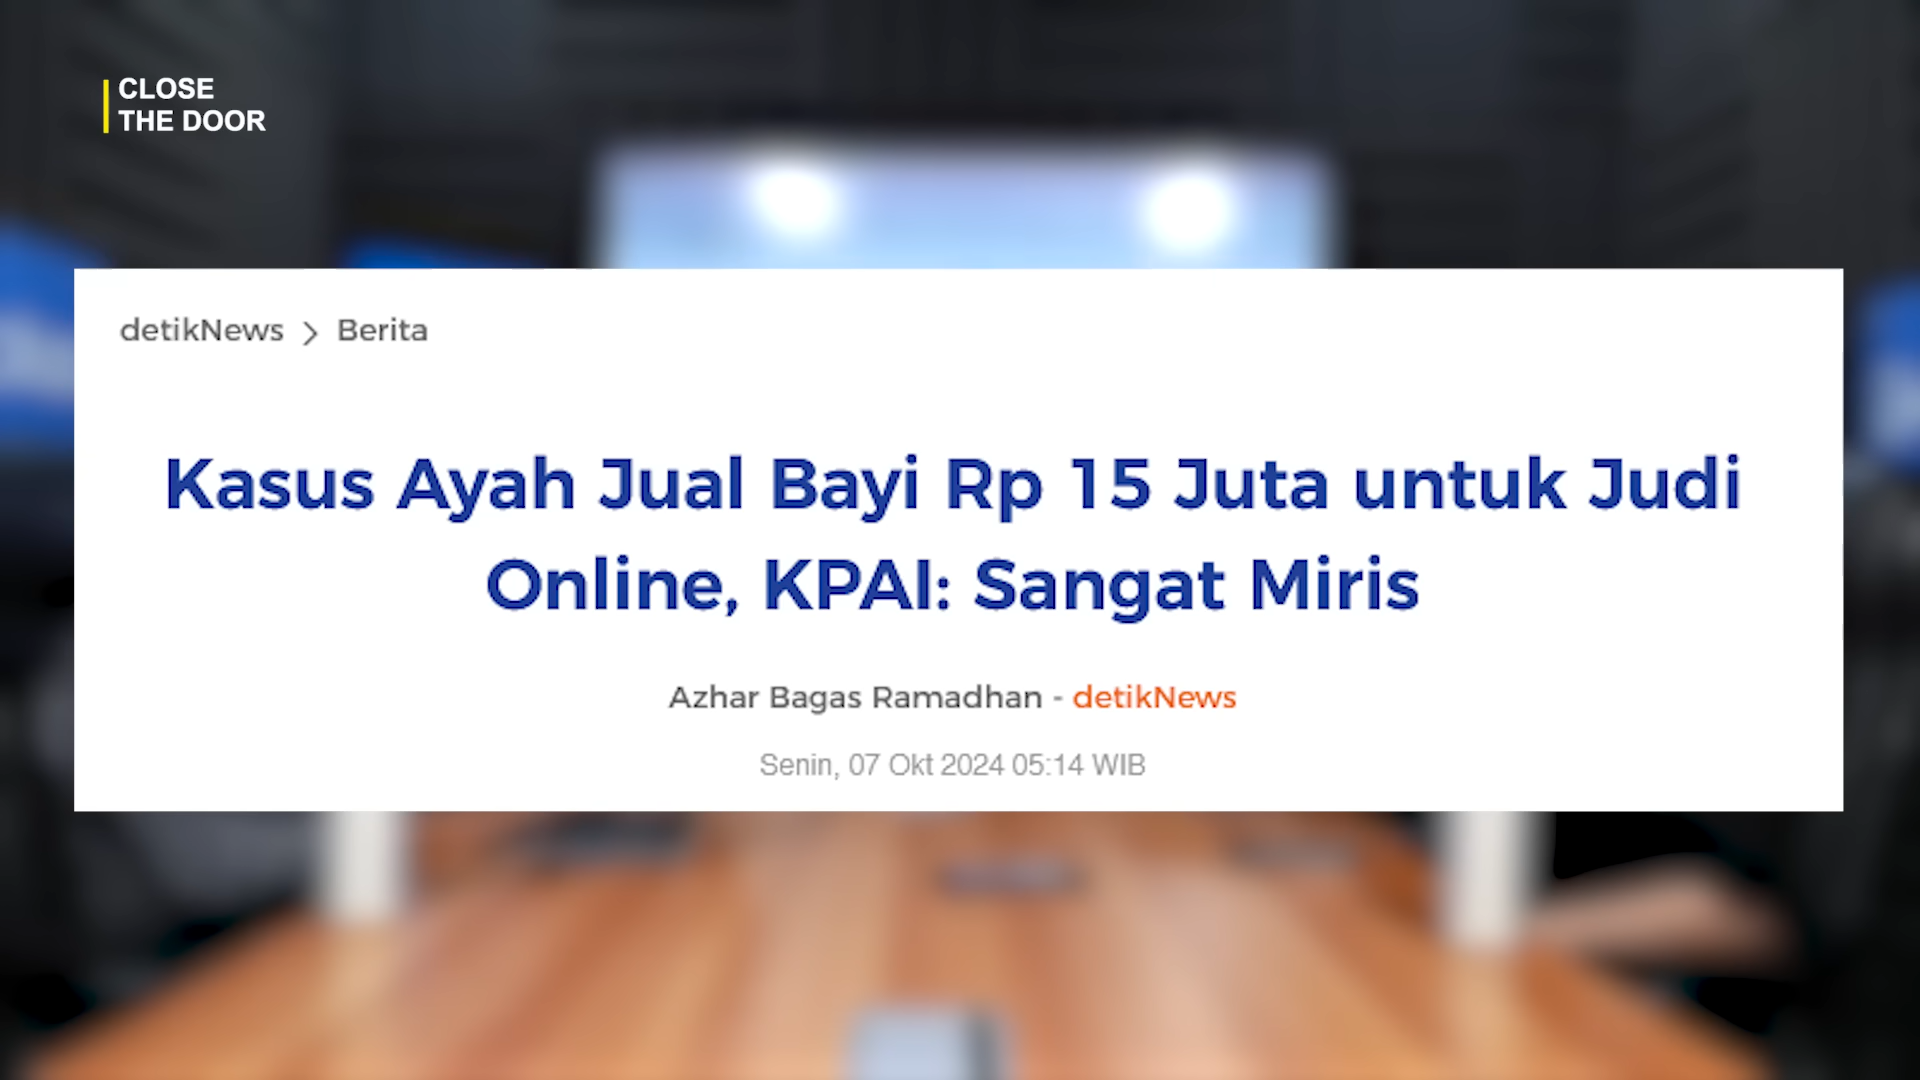 CLOSE
THE DOOR
detikNews > Berita
Kasus Ayah Jual Bayi Rp 15 Juta untuk Judi
Online, KPAI: Sangat Miris
Azhar Bagas Ramadhan - detikNews
Senin, 07 Okt 2024 05:14 WIB